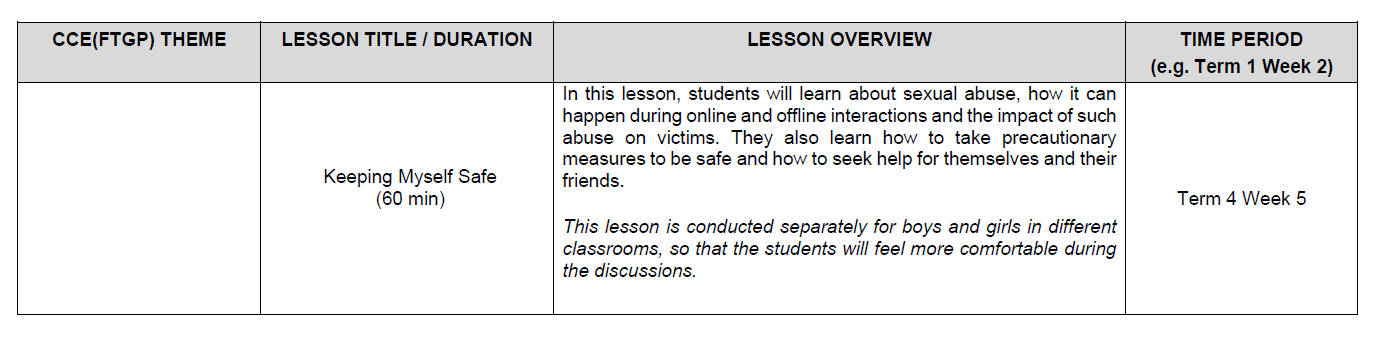 CCE(FTGP) THEME
LESSON TITLE / DURATION
LESSON OVERVIEW
TIME PERIOD
(e.g. Term 1 Week 2)
Keeping Myself Safe
(60 min)
In this lesson, students will learn about sexual abuse, how it can
happen during online and offline interactions and the impact of such
abuse on victims. They also learn how to take precautionary
measures to be safe and how to seek help for themselves and their
friends.
This lesson is conducted separately for boys and girls in different
classrooms, so that the students will feel more comfortable during
the discussions.
Term 4 Week 5